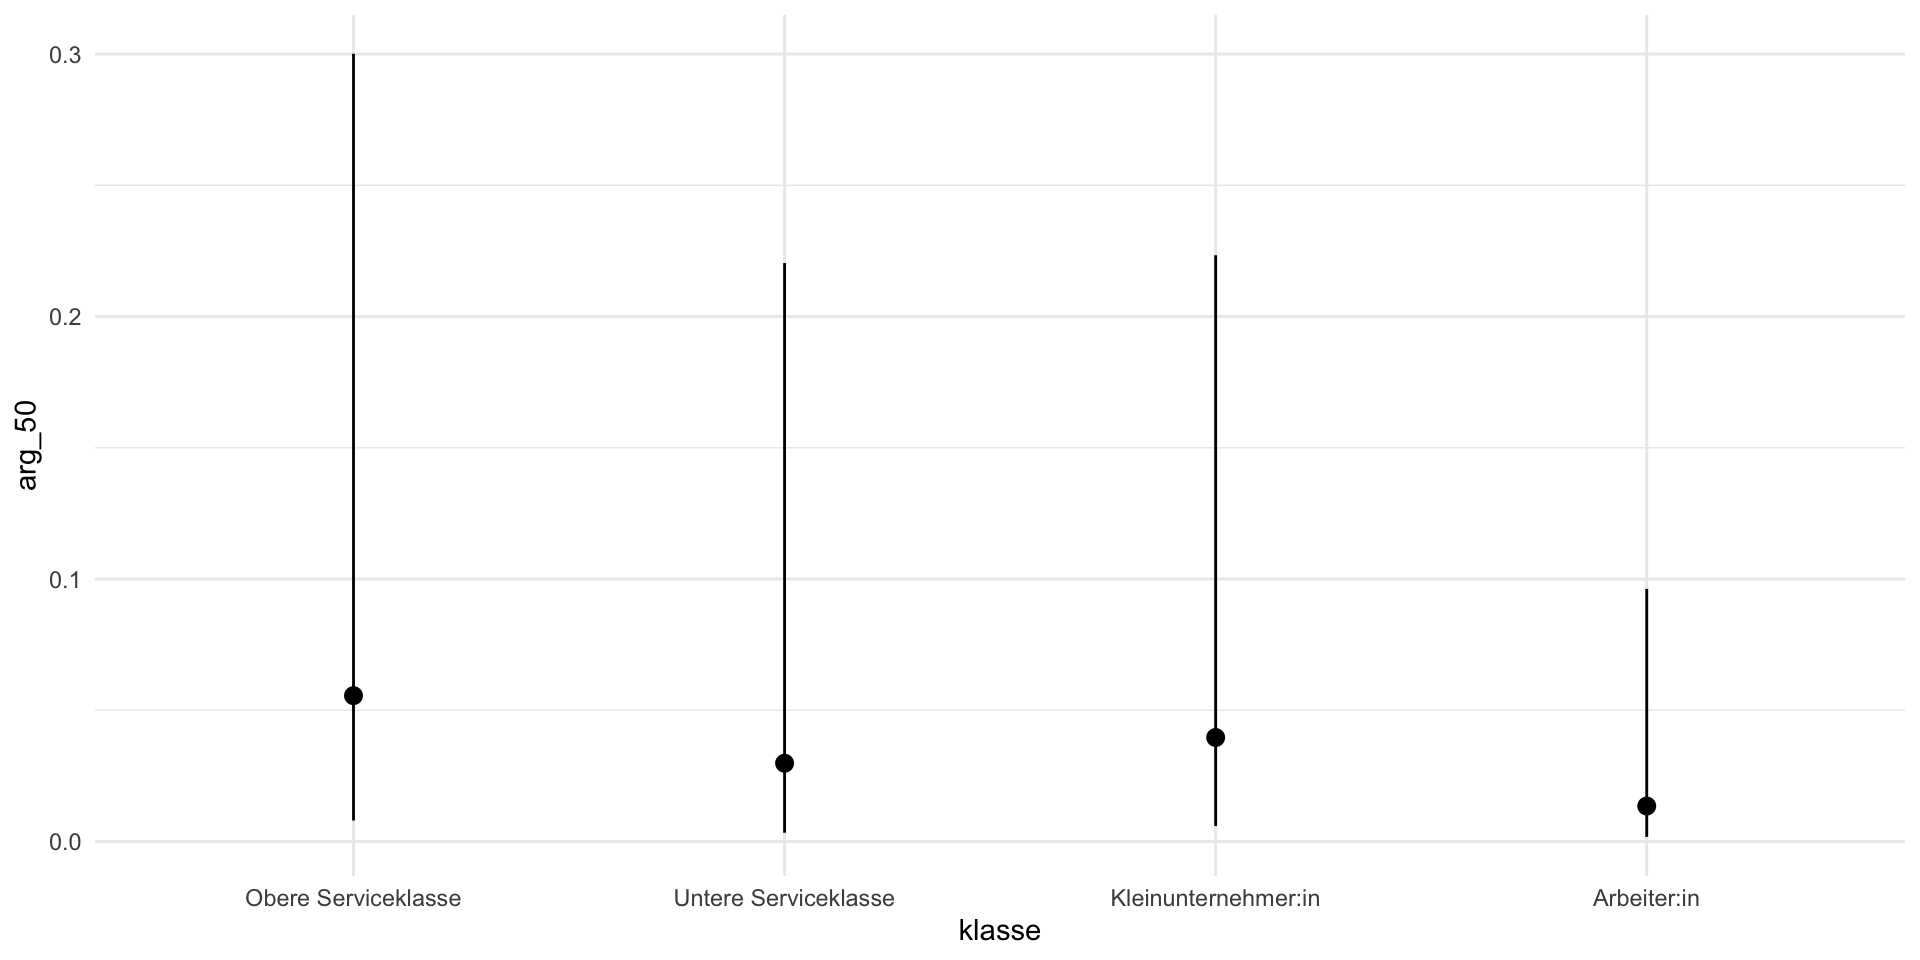 0.3
0.2
0.1
0.0
arg_50
Obere Serviceklasse
Untere Serviceklasse
Kleinunternehmer:in
Arbeiter:in
klasse